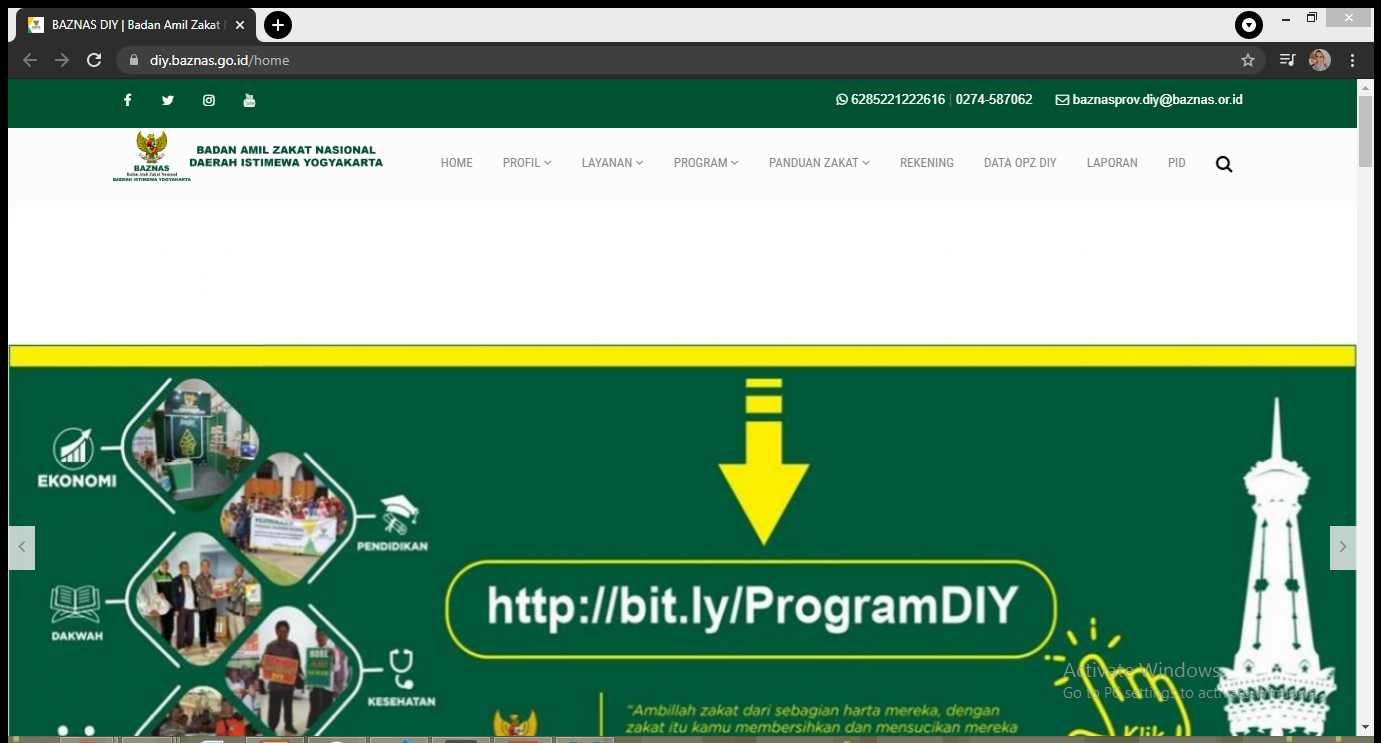 BAZNAS DIY | Badan Amil Zakat
diy.baznas.go.id/home
6285221222616 | 0274-587062 baznasprov.diy@baznas.or.id
BAZNAS
Badan Amil Zakat Nasional
DAERAH ISTIMEWA YOGYAKARTA
BADAN AMIL ZAKAT NASIONAL
DAERAH ISTIMEWA YOGYAKARTA
HOME PROFIL LAYANAN PROGRAM PANDUAN ZAKAT REKENING DATA OPZ DIY LAPORAN PID
EKONOMI
PENDIDIKAN
DAKWAH
KESEHATAN
http://bit.ly/ProgramDIY
"Ambillah zakat dari sebagian harta mereka, dengan
zakat itu kamu membersihkan dan mensucikan mereka
Klik
Activate Windows
Go to PC settings to activate Windows.